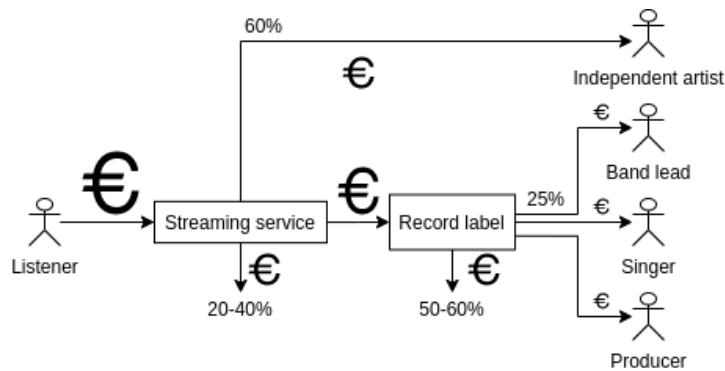 60%
€
Independent artist
€
Band lead
€
€
25%
€
Listener
Streaming service
Record label
Singer
€
€
20-40%
50-60%
€
Producer